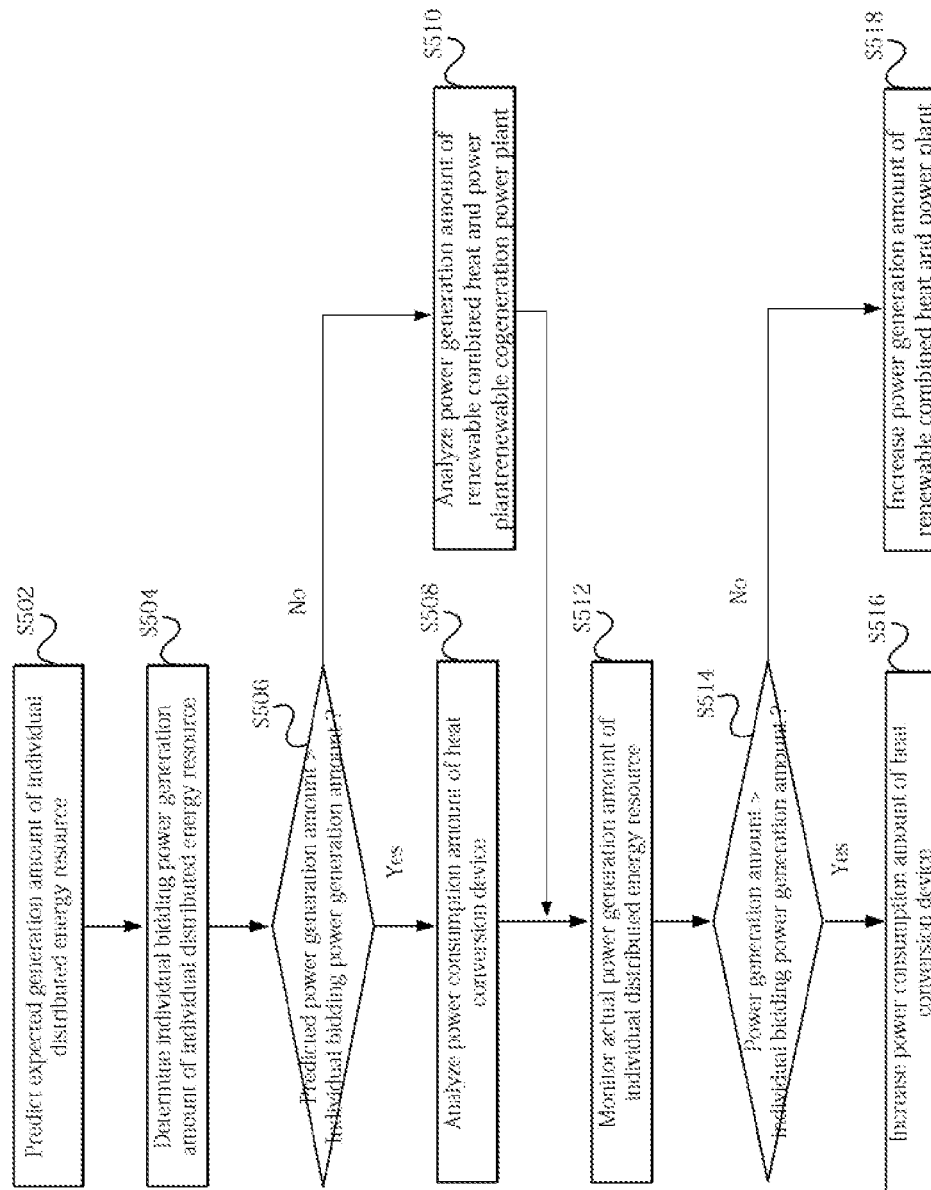 Predict expected generation amount of individual
distributed energy resource
S502
Determine individual bidding power generation
amount of individual distributed energy resource
S504
Predicted power generation amount >
Individual bidding power generation amount?
S506
No
Yes
Analyze power consumption amount of heat
conversion device
S508
Analyze power generation amount of
renewable combined heat and power
plantrenewable cogeneration power plant
S510
Monitor actual power generation amount of
individual distributed energy resource
S512
Power generation amount >
individual bidding power generation amount?
S514
No
Yes
Increase power consumption amount of heat
conversion device
S516
Increase power generation amount of
renewable combined heat and power plant
S518